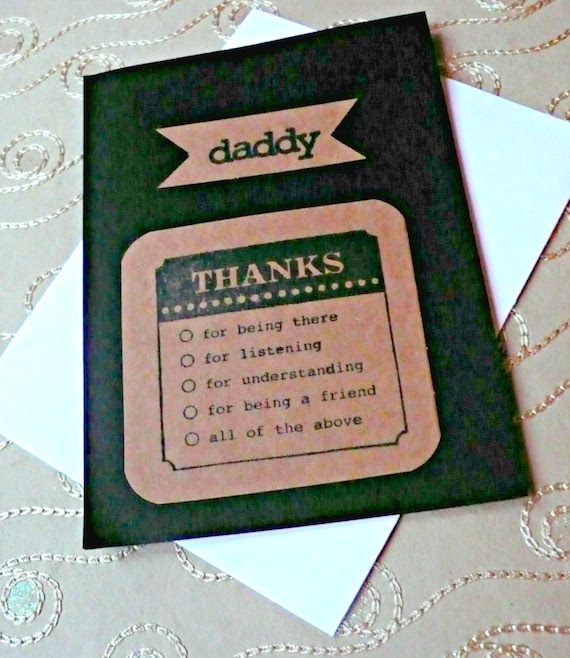 daddy
THANKS
for being there
for listening
for understanding
for being a friend
all of the above